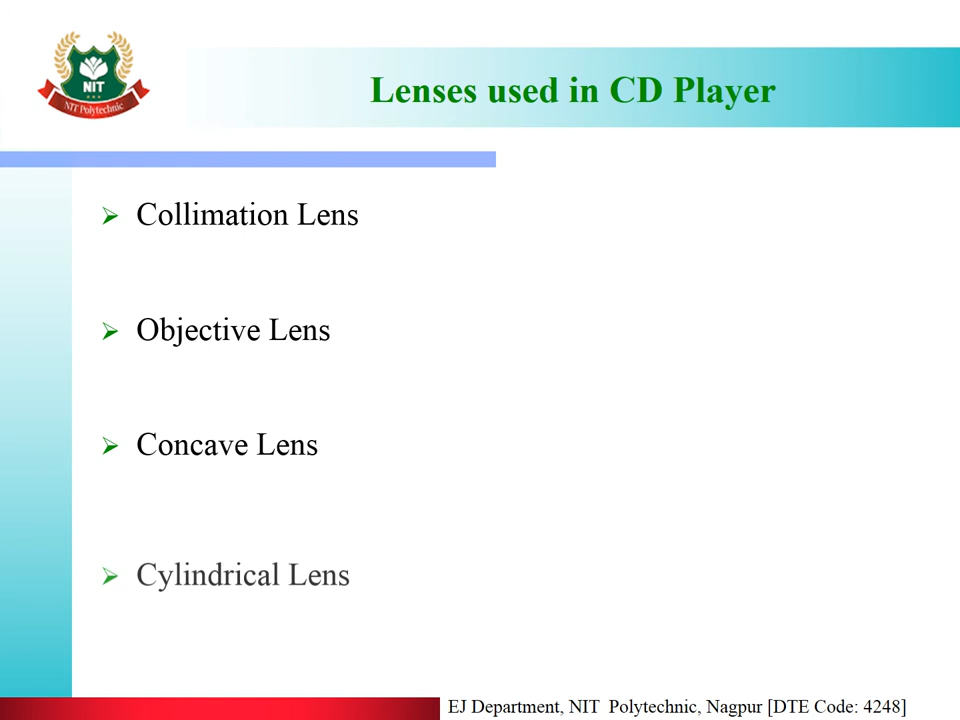 NIT
NIT Polytechnic
Lenses used in CD Player
Collimation Lens
Objective Lens
Concave Lens
Cylindrical Lens
EJ Department, NIT Polytechnic, Nagpur [DTE Code: 4248]